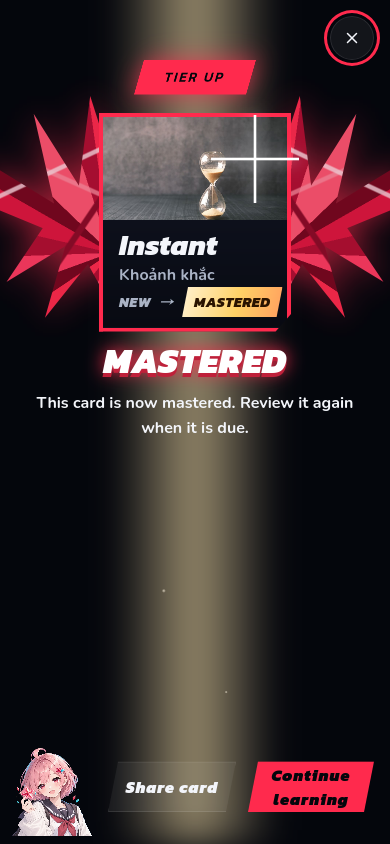 TIER UP
Instant
Khoảnh khắc
NEW → MASTERED
MASTERED
This card is now mastered. Review it again
when it is due.
Share card
Continue
learning